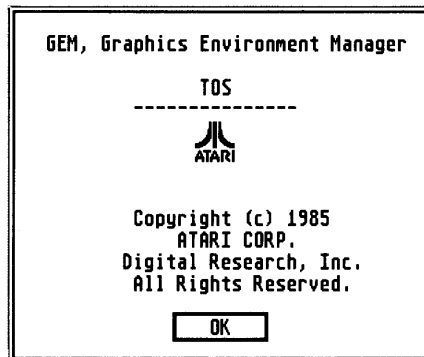 GEM, Graphics Environment Manager
TOS
---------------
ATARI
Copyright (c) 1985
ATARI CORP.
Digital Research, Inc.
All Rights Reserved.
OK